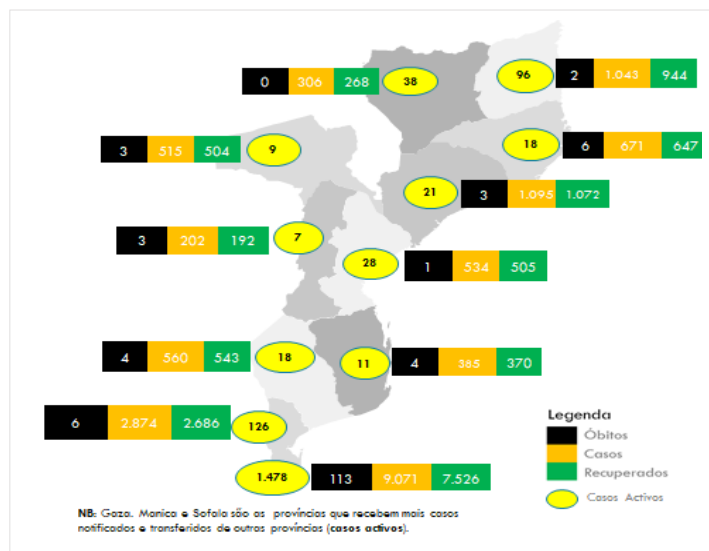 0 306 268 38
96 2 1.043 944
3 515 504 9
18 6 671 647
21 3 1.095 1.072
3 202 192 7
28 1 534 505
4 560 543 18
11 4 385 370
6 2.874 2.686 126
1.478 113 9.071 7.526
Legenda
Óbitos
Casos
Recuperados
Casos Activos
NB: Gaza. Manica e Sofala são as províncias que recebem mais casos
notificados e transferidos de outras províncias (casos activos).